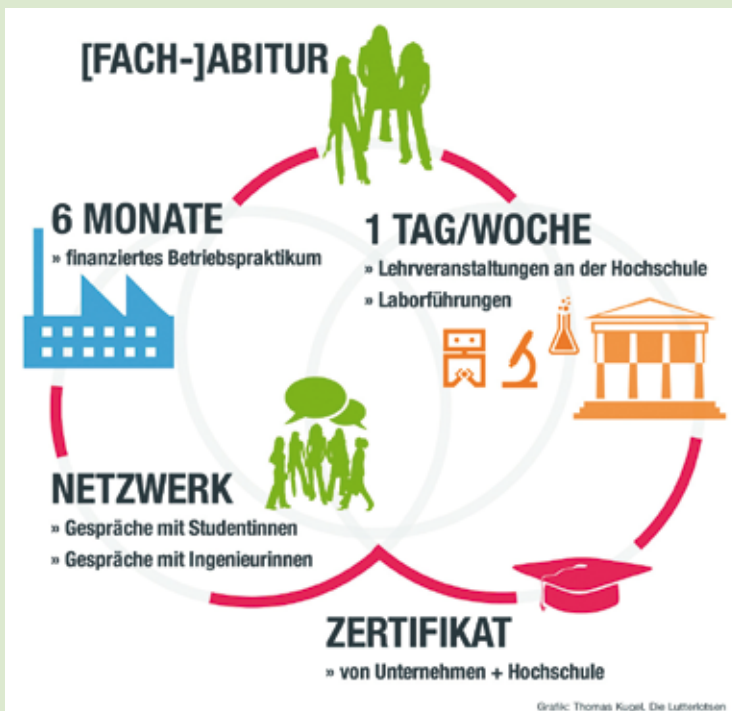 [FACH-]ABITUR
6 MONATE
» finanziertes Betriebspraktikum
1 TAG/WOCHE
» Lehrveranstaltungen an der Hochschule
» Laborführungen
NETZWERK
» Gespräche mit Studentinnen
» Gespräche mit Ingenieurinnen
ZERTIFIKAT
» von Unternehmen + Hochschule
Grafik: Thomas Kugel, Die Lutterlotsen